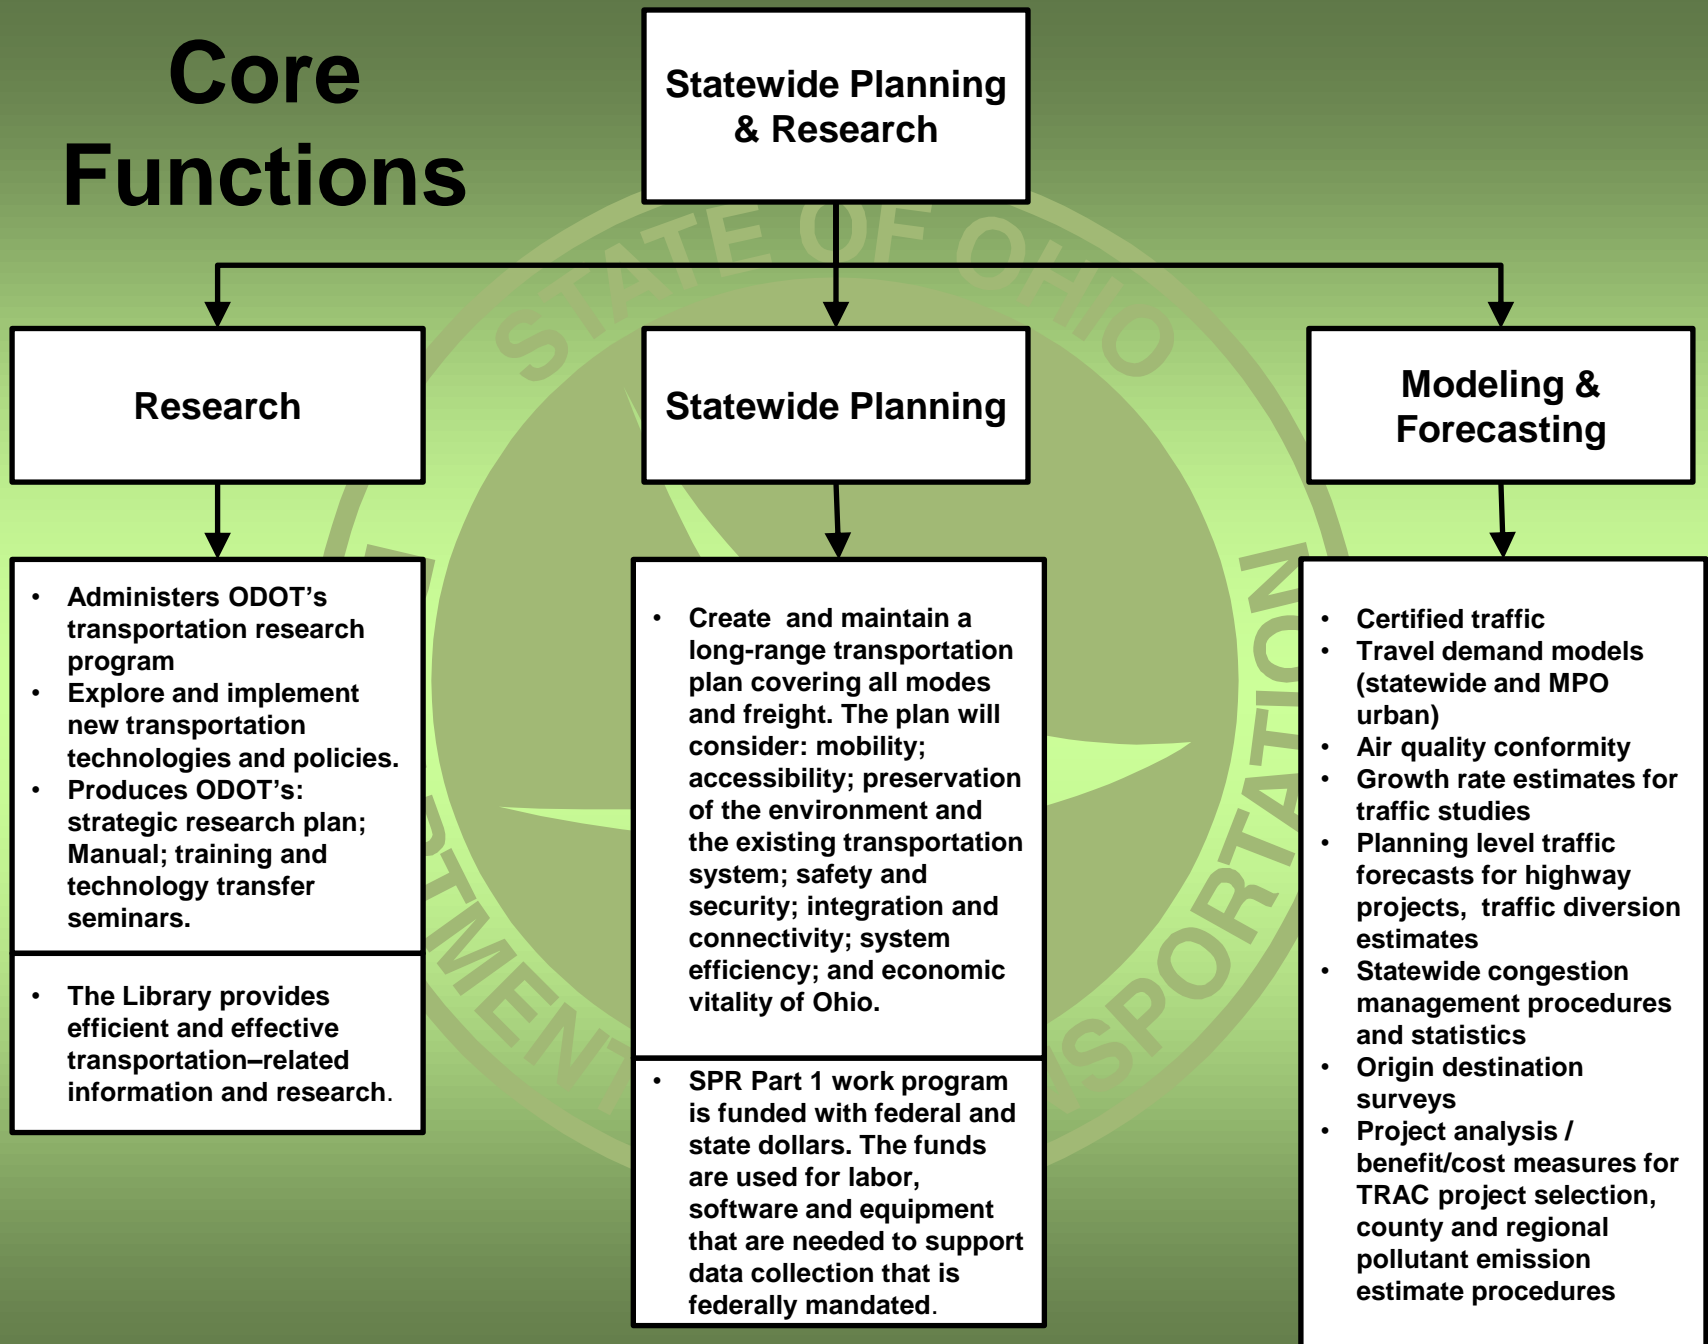 Core
Functions
Statewide Planning
& Research
STATE OF OHIO
Research
Statewide Planning
Modeling &
Forecasting
• Administers ODOT’s
transportation research
program
• Explore and implement
new transportation
technologies and policies.
• Produces ODOT’s:
strategic research plan;
Manual; training and
technology transfer
seminars.
• The Library provides
efficient and effective
transportation–related
information and research.
• Create and maintain a
long-range transportation
plan covering all modes
and freight. The plan will
consider: mobility;
accessibility; preservation
of the environment and
the existing transportation
system; safety and
security; integration and
connectivity; system
efficiency; and economic
vitality of Ohio.
• SPR Part 1 work program
is funded with federal and
state dollars. The funds
are used for labor,
software and equipment
that are needed to support
data collection that is
federally mandated.
• Certified traffic
• Travel demand models
(statewide and MPO
urban)
• Air quality conformity
• Growth rate estimates for
traffic studies
• Planning level traffic
forecasts for highway
projects, traffic diversion
estimates
• Statewide congestion
management procedures
and statistics
• Origin destination
surveys
• Project analysis /
benefit/cost measures for
TRAC project selection,
county and regional
pollutant emission
estimate procedures